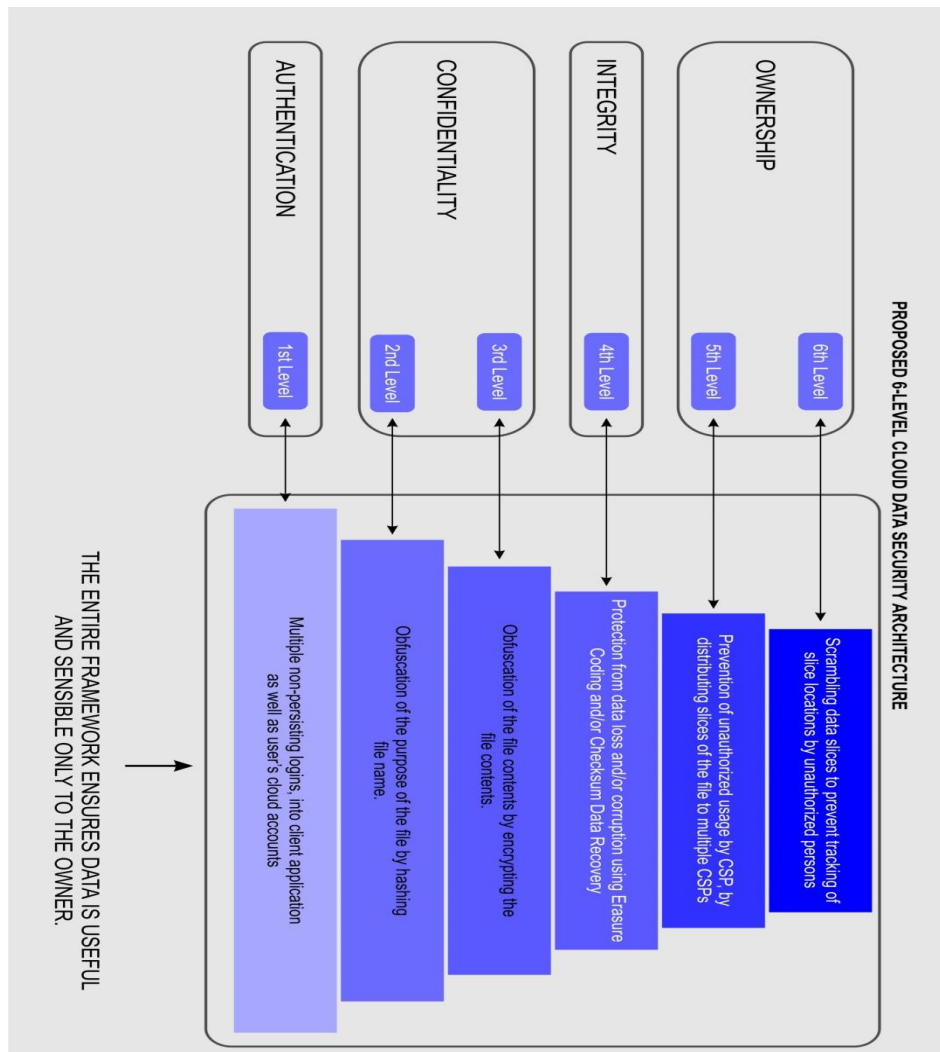 PROPOSED 6-LEVEL CLOUD DATA SECURITY ARCHITECTURE
OWNERSHIP
6th Level
Scrambling data slices to prevent tracking of
slice locations by unauthorized persons
5th Level
Prevention of unauthorized usage by CSP, by
distributing slices of the file to multiple CSPs
INTEGRITY
4th Level
Protection from data loss and/or corruption using Erasure
Coding and/or Checksum Data Recovery
CONFIDENTIALITY
3rd Level
Obfuscation of the file contents by encrypting the
file contents.
2nd Level
Obfuscation of the purpose of the file by hashing
file name.
AUTHENTICATION
1st Level
Multiple non-persisting logins, into client application
as well as user's cloud accounts
THE ENTIRE FRAMEWORK ENSURES DATA IS USEFUL
AND SENSIBLE ONLY TO THE OWNER.